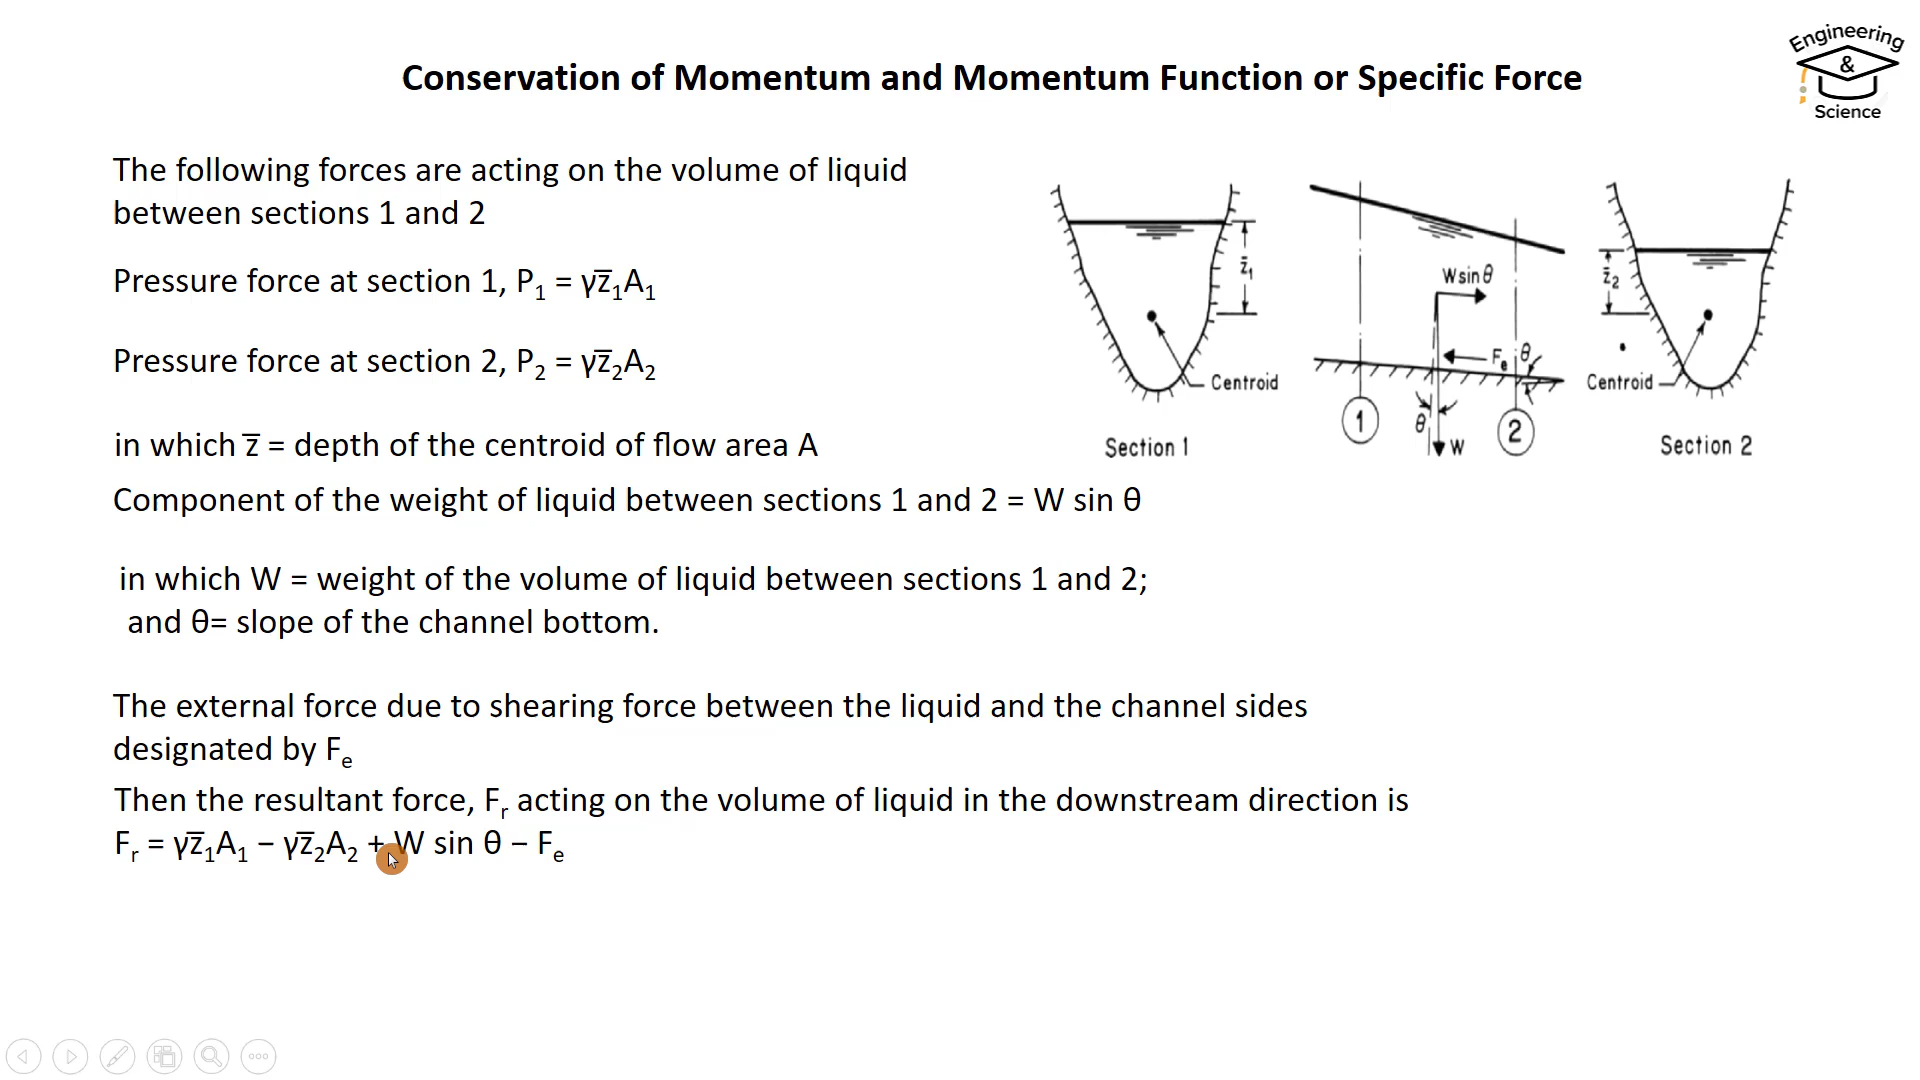 Conservation of Momentum and Momentum Function or Specific Force
Engineering
&
Science
The following forces are acting on the volume of liquid
between sections 1 and 2
Pressure force at section 1, P₁ = γz̅₁A₁
Pressure force at section 2, P₂ = γz̅₂A₂
in which z̅ = depth of the centroid of flow area A
Component of the weight of liquid between sections 1 and 2 = W sin θ
in which W = weight of the volume of liquid between sections 1 and 2;
and θ= slope of the channel bottom.
The external force due to shearing force between the liquid and the channel sides
designated by Fₑ
Then the resultant force, Fᵣ acting on the volume of liquid in the downstream direction is
Fᵣ = γz̅₁A₁ − γz̅₂A₂ + W sin θ − Fₑ
z̅₁
Centroid
Section 1
W sin θ
Fₑ
θ
θ
W
1
2
z̅₂
Centroid
Section 2